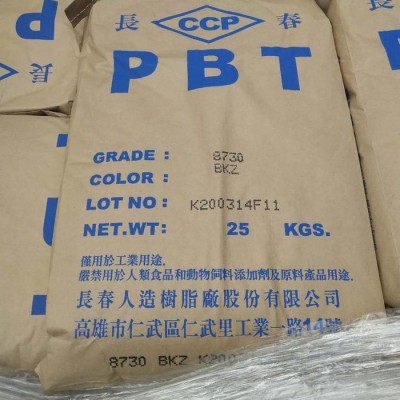 長 CCP 春
PBT
GRADE: 8730
COLOR: BKZ
LOT NO: K200314F11
NET.WT: 25 KGS.
僅用於工業用途.
嚴禁用於人類食品和動物飼料添加劑及原料產品用途.
長春人造樹脂廠股份有限公司
高雄市仁武區仁武里工業一路14號
8730 BKZ K200
長